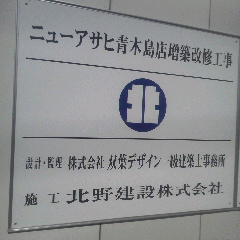 ニューアサヒ青木島店増築改修工事
北
設計・監理 株式会社 双葉デザイン一級建築士事務所
施工 北野建設株式会社